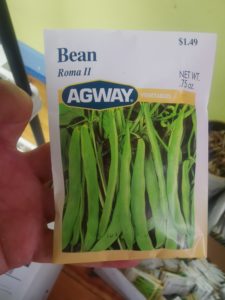 $1.49
Bean
Roma II
AGWAY
VEGETABLES
NET WT.
.75 oz.